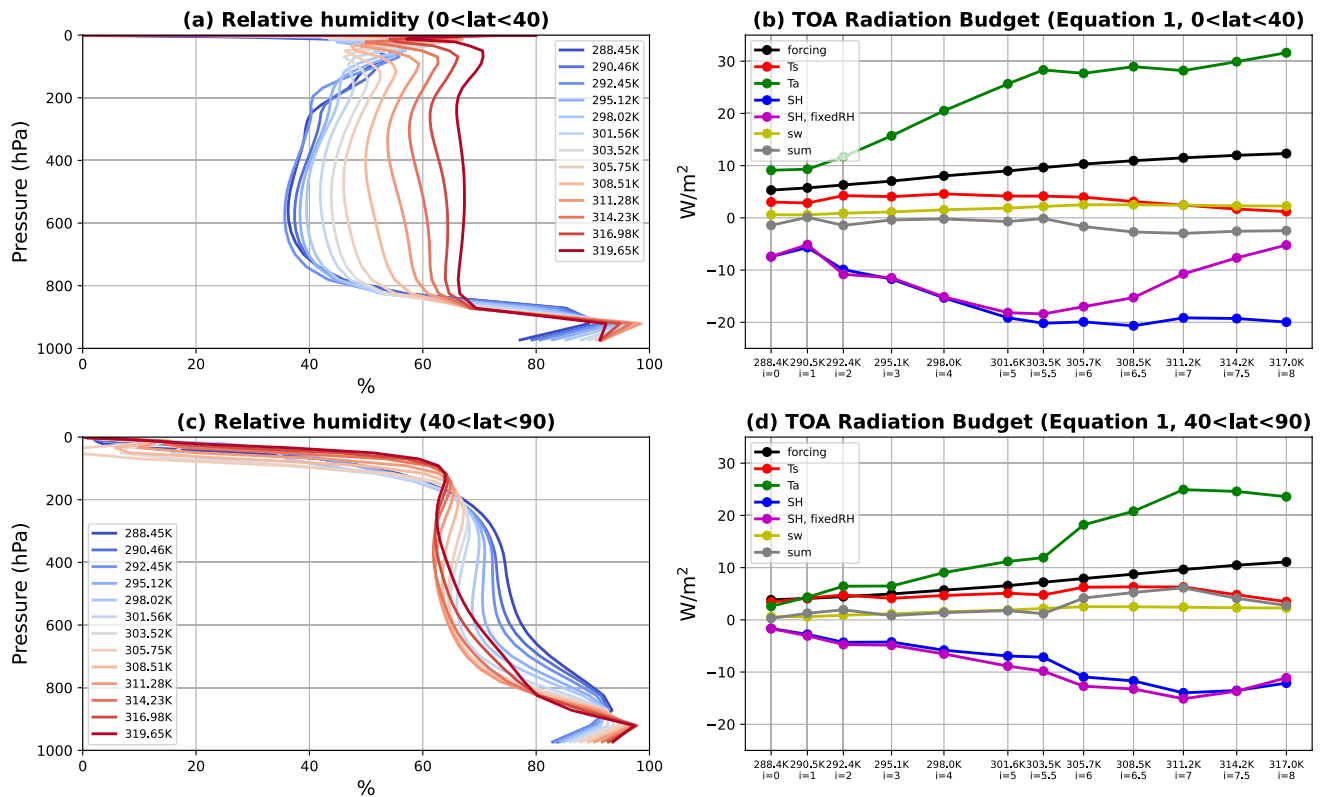 (a) Relative humidity (0<lat<40)
0
200
400
600
800
1000
Pressure (hPa)
288.45K
290.46K
292.45K
295.12K
298.02K
301.56K
303.52K
305.75K
308.51K
311.28K
314.23K
316.98K
319.65K
0 20 40 60 80 100
%
(b) TOA Radiation Budget (Equation 1, 0<lat<40)
30
20
10
0
−10
−20
W/m²
forcing
Ts
Ta
SH
SH, fixedRH
sw
sum
288.4K 290.5K 292.4K 295.1K 298.0K 301.6K 303.5K 305.7K 308.5K 311.2K 314.2K 317.0K
i=0 i=1 i=2 i=3 i=4 i=5 i=5.5 i=6 i=6.5 i=7 i=7.5 i=8
(c) Relative humidity (40<lat<90)
0
200
400
600
800
1000
Pressure (hPa)
288.45K
290.46K
292.45K
295.12K
298.02K
301.56K
303.52K
305.75K
308.51K
311.28K
314.23K
316.98K
319.65K
0 20 40 60 80 100
%
(d) TOA Radiation Budget (Equation 1, 40<lat<90)
30
20
10
0
−10
−20
W/m²
forcing
Ts
Ta
SH
SH, fixedRH
sw
sum
288.4K 290.5K 292.4K 295.1K 298.0K 301.6K 303.5K 305.7K 308.5K 311.2K 314.2K 317.0K
i=0 i=1 i=2 i=3 i=4 i=5 i=5.5 i=6 i=6.5 i=7 i=7.5 i=8